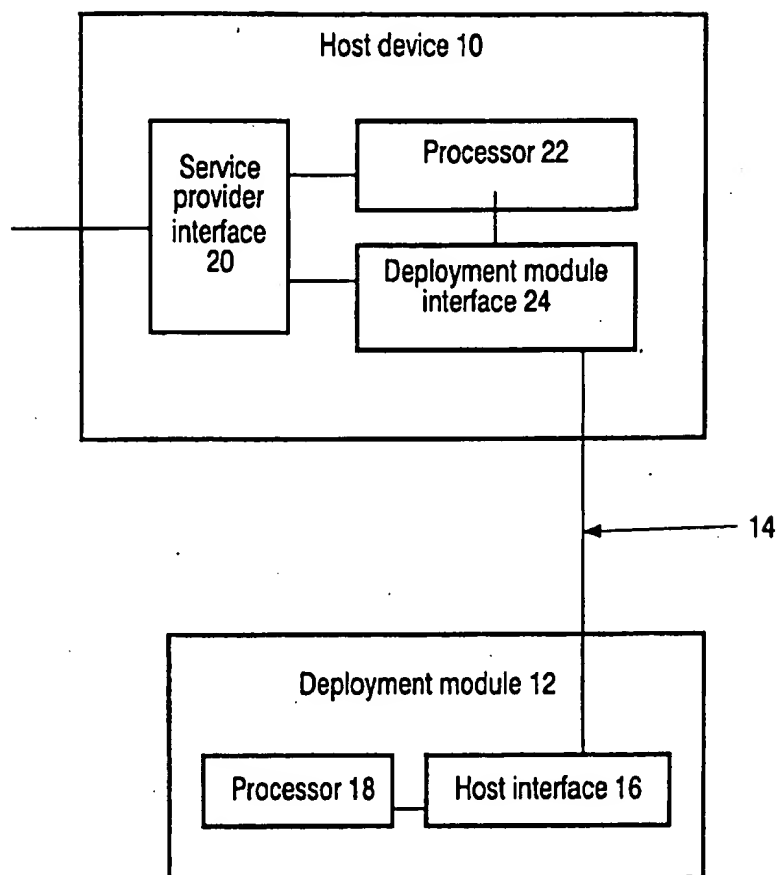 Host device 10
Service
provider
interface
20
Processor 22
Deployment module
interface 24
14
Deployment module 12
Processor 18
Host interface 16